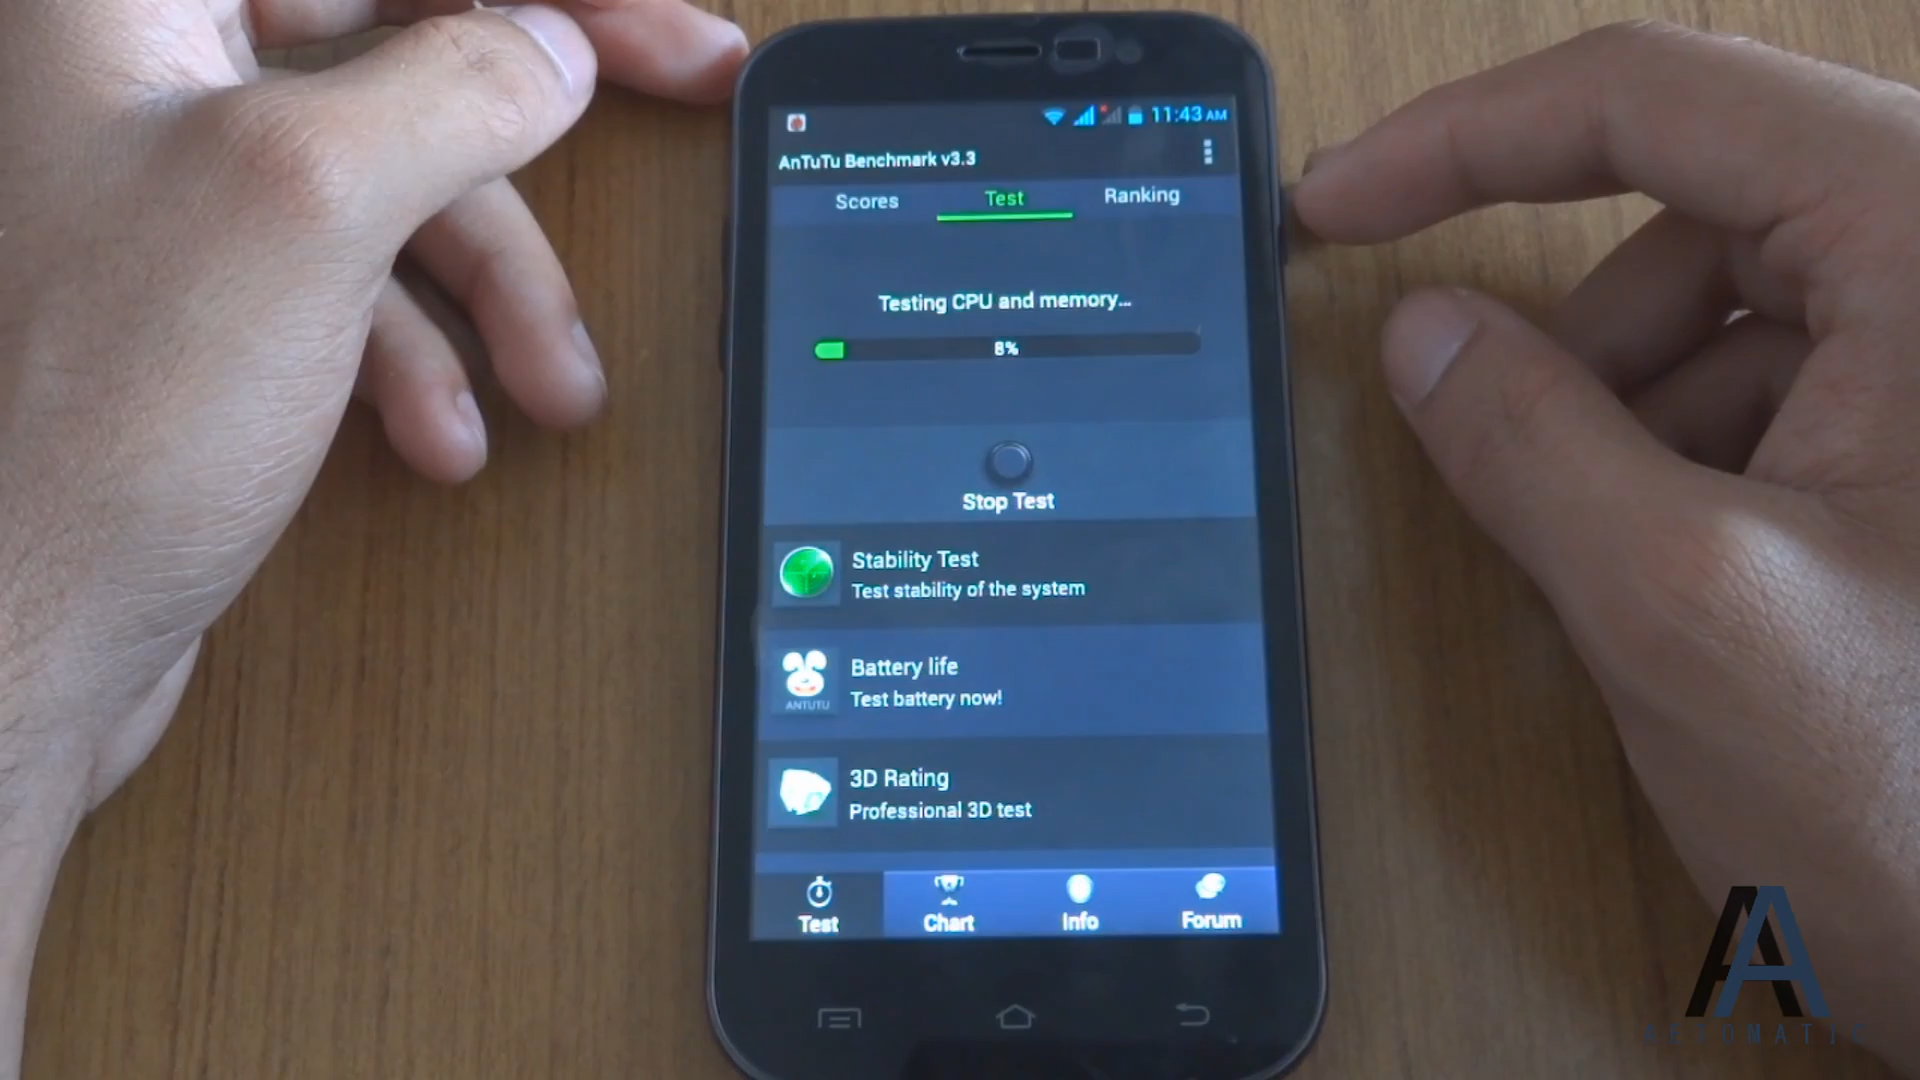 11:43 AM
AnTuTu Benchmark v3.3
Scores Test Ranking
Testing CPU and memory...
8%
Stop Test
Stability Test
Test stability of the system
Battery life
Test battery now!
ANTUTU
3D Rating
Professional 3D test
Test Chart Info Forum
AA